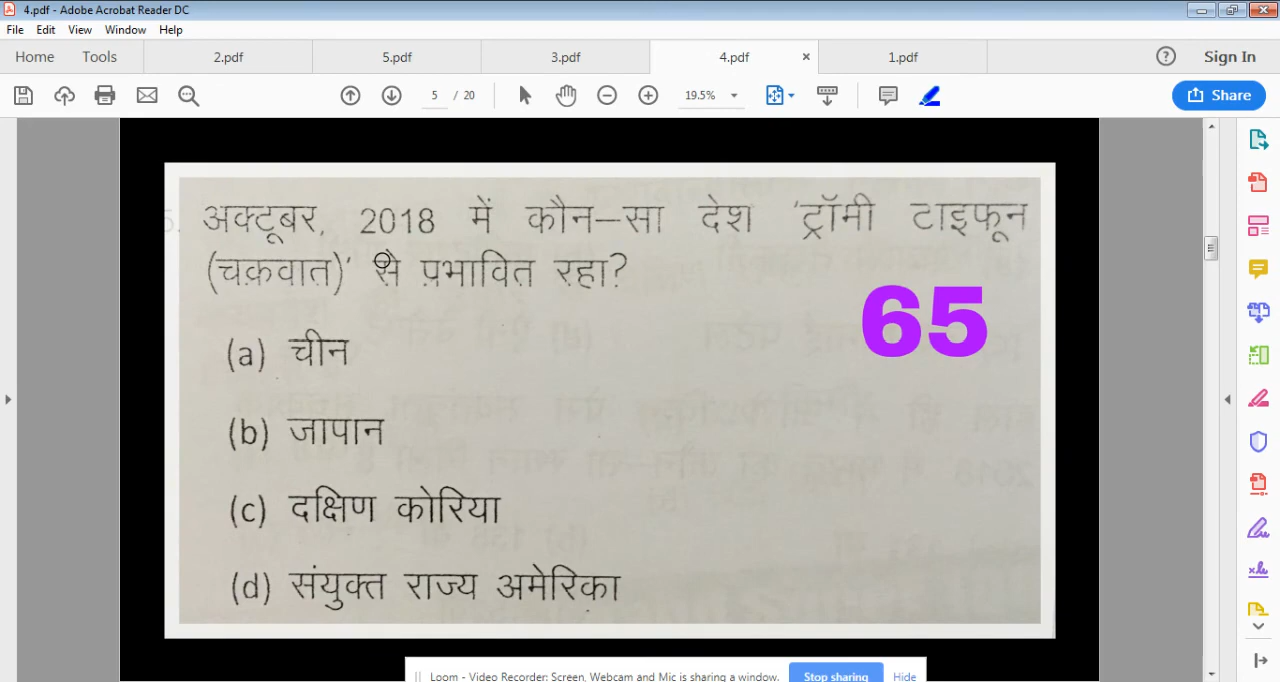 4.pdf - Adobe Acrobat Reader DC
File Edit View Window Help
Home Tools 2.pdf 5.pdf 3.pdf 4.pdf × 1.pdf ? Sign In
5 / 20 19.5% Share
अक्टूबर, 2018 में कौन-सा देश 'ट्रॉमी टाइफून
(चक्रवात)' से प्रभावित रहा?
65
(a) चीन
(b) जापान
(c) दक्षिण कोरिया
(d) संयुक्त राज्य अमेरिका
Loom - Video Recorder: Screen, Webcam and Mic is sharing a window. Stop sharing Hide